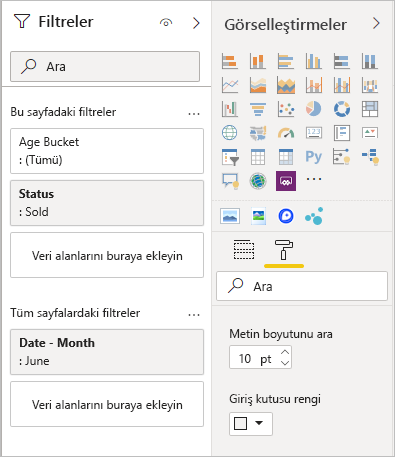 Filtreler
Ara
Bu sayfadaki filtreler
...
Age Bucket
: (Tümü)
Status
: Sold
Veri alanlarını buraya ekleyin
Tüm sayfalardaki filtreler
...
Date - Month
: June
Veri alanlarını buraya ekleyin
Görselleştirmeler
123
R
Py
...
Ara
Metin boyutunu ara
10 pt
Giriş kutusu rengi